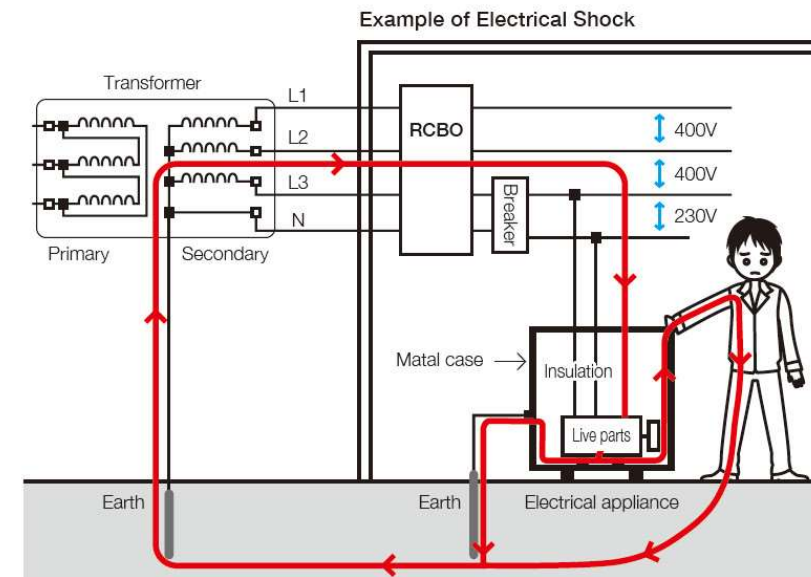 Example of Electrical Shock
Transformer
L1
L2
L3
N
Primary
Secondary
RCBO
Breaker
400V
400V
230V
Matal case
Insulation
Live parts
Earth
Earth
Electrical appliance